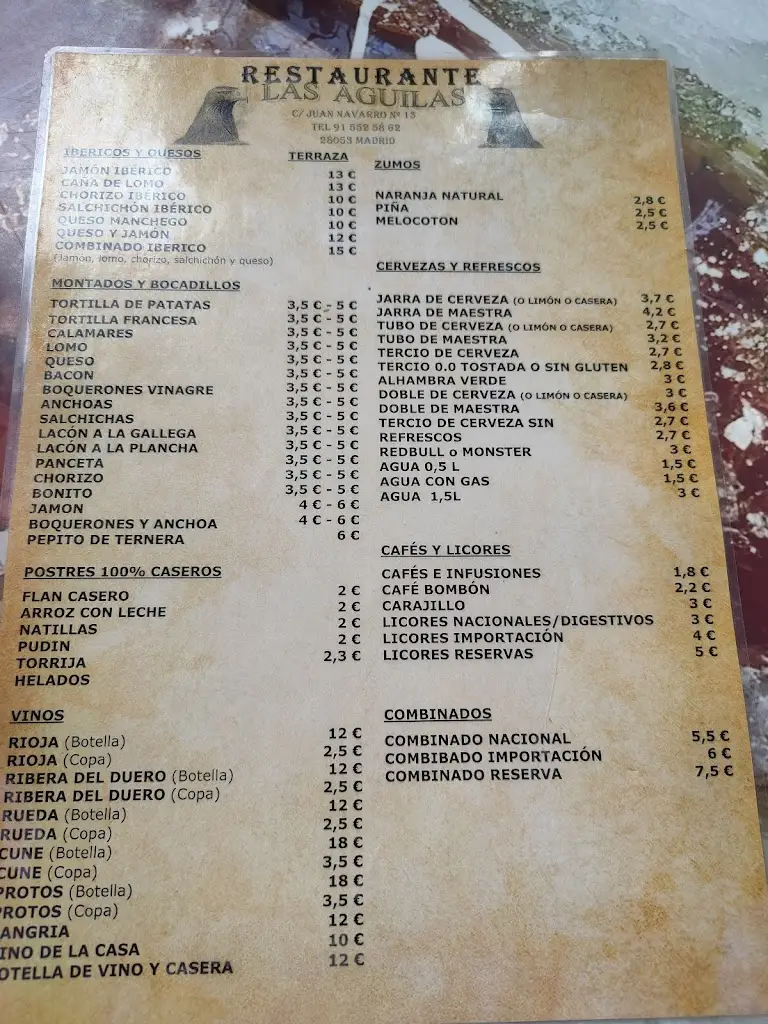 RESTAURANTE
LAS AGUILAS
C/ JUAN NAVARRO Nº 13
TEL 91 552 58 62
28053 MADRID
IBERICOS Y QUESOS TERRAZA
JAMÓN IBÉRICO 13 €
CAÑA DE LOMO 13 €
CHORIZO IBÉRICO 10 €
SALCHICHÓN IBÉRICO 10 €
QUESO MANCHEGO 10 €
QUESO Y JAMÓN 12 €
COMBINADO IBERICO 15 €
(Jamón, lomo, chorizo, salchichón y queso)
MONTADOS Y BOCADILLOS
TORTILLA DE PATATAS 3,5 € - 5 €
TORTILLA FRANCESA 3,5 € - 5 €
CALAMARES 3,5 € - 5 €
LOMO 3,5 € - 5 €
QUESO 3,5 € - 5 €
BACON 3,5 € - 5 €
BOQUERONES VINAGRE 3,5 € - 5 €
ANCHOAS 3,5 € - 5 €
SALCHICHAS 3,5 € - 5 €
LACÓN A LA GALLEGA 3,5 € - 5 €
LACÓN A LA PLANCHA 3,5 € - 5 €
PANCETA 3,5 € - 5 €
CHORIZO 3,5 € - 5 €
BONITO 3,5 € - 5 €
JAMON 4 € - 6 €
BOQUERONES Y ANCHOA 4 € - 6 €
PEPITO DE TERNERA 6 €
POSTRES 100% CASEROS
FLAN CASERO 2 €
ARROZ CON LECHE 2 €
NATILLAS 2 €
PUDIN 2 €
TORRIJA 2,3 €
HELADOS
VINOS
RIOJA (Botella) 12 €
RIOJA (Copa) 2,5 €
RIBERA DEL DUERO (Botella) 12 €
RIBERA DEL DUERO (Copa) 2,5 €
RUEDA (Botella) 12 €
RUEDA (Copa) 2,5 €
CUNE (Botella) 18 €
CUNE (Copa) 3,5 €
PROTOS (Botella) 18 €
PROTOS (Copa) 3,5 €
ANGRIA 12 €
INO DE LA CASA 10 €
OTELLA DE VINO Y CASERA 12 €
ZUMOS
NARANJA NATURAL 2,8 €
PIÑA 2,5 €
MELOCOTON 2,5 €
CERVEZAS Y REFRESCOS
JARRA DE CERVEZA (O LIMÓN O CASERA) 3,7 €
JARRA DE MAESTRA 4,2 €
TUBO DE CERVEZA (O LIMÓN O CASERA) 2,7 €
TUBO DE MAESTRA 3,2 €
TERCIO DE CERVEZA 2,7 €
TERCIO 0.0 TOSTADA O SIN GLUTEN 2,8 €
ALHAMBRA VERDE 3 €
DOBLE DE CERVEZA (O LIMÓN O CASERA) 3 €
DOBLE DE MAESTRA 3,6 €
TERCIO DE CERVEZA SIN 2,7 €
REFRESCOS 2,7 €
REDBULL o MONSTER 3 €
AGUA 0,5 L 1,5 €
AGUA CON GAS 1,5 €
AGUA 1,5L 3 €
CAFÉS Y LICORES
CAFÉS E INFUSIONES 1,8 €
CAFÉ BOMBÓN 2,2 €
CARAJILLO 3 €
LICORES NACIONALES/DIGESTIVOS 3 €
LICORES IMPORTACIÓN 4 €
LICORES RESERVAS 5 €
COMBINADOS
COMBINADO NACIONAL 5,5 €
COMBIBADO IMPORTACIÓN 6 €
COMBINADO RESERVA 7,5 €